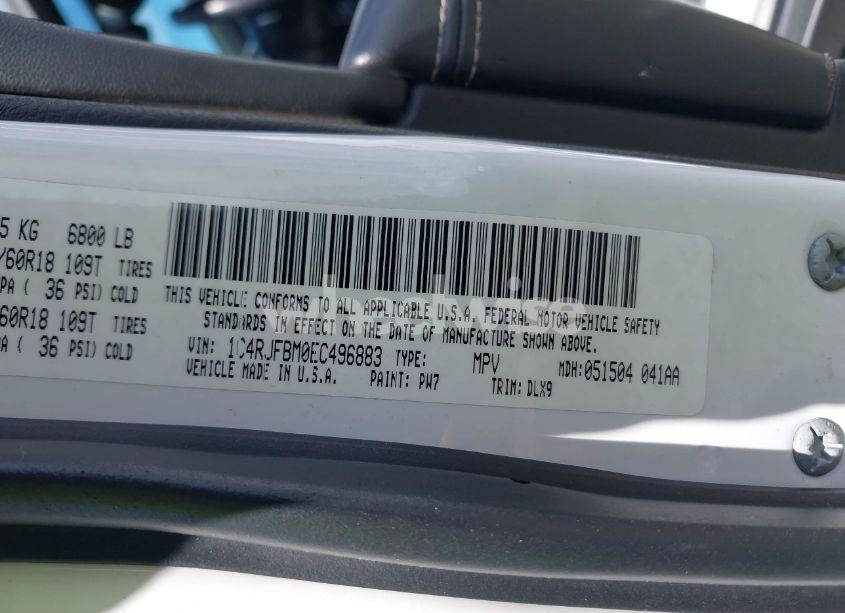 5 KG 6800 LB
/60R18 109T TIRES
PA ( 36 PSI) COLD
60R18 109T TIRES
A ( 36 PSI) COLD
THIS VEHICLE CONFORMS TO ALL APPLICABLE U.S.A. FEDERAL MOTOR VEHICLE SAFETY
STANDARDS IN EFFECT ON THE DATE OF MANUFACTURE SHOWN ABOVE.
VIN: 1C4RJFBM0EC496883 TYPE: MPV MDH:051504 041AA
VEHICLE MADE IN U.S.A. PAINT: PW7 TRIM: DLX9